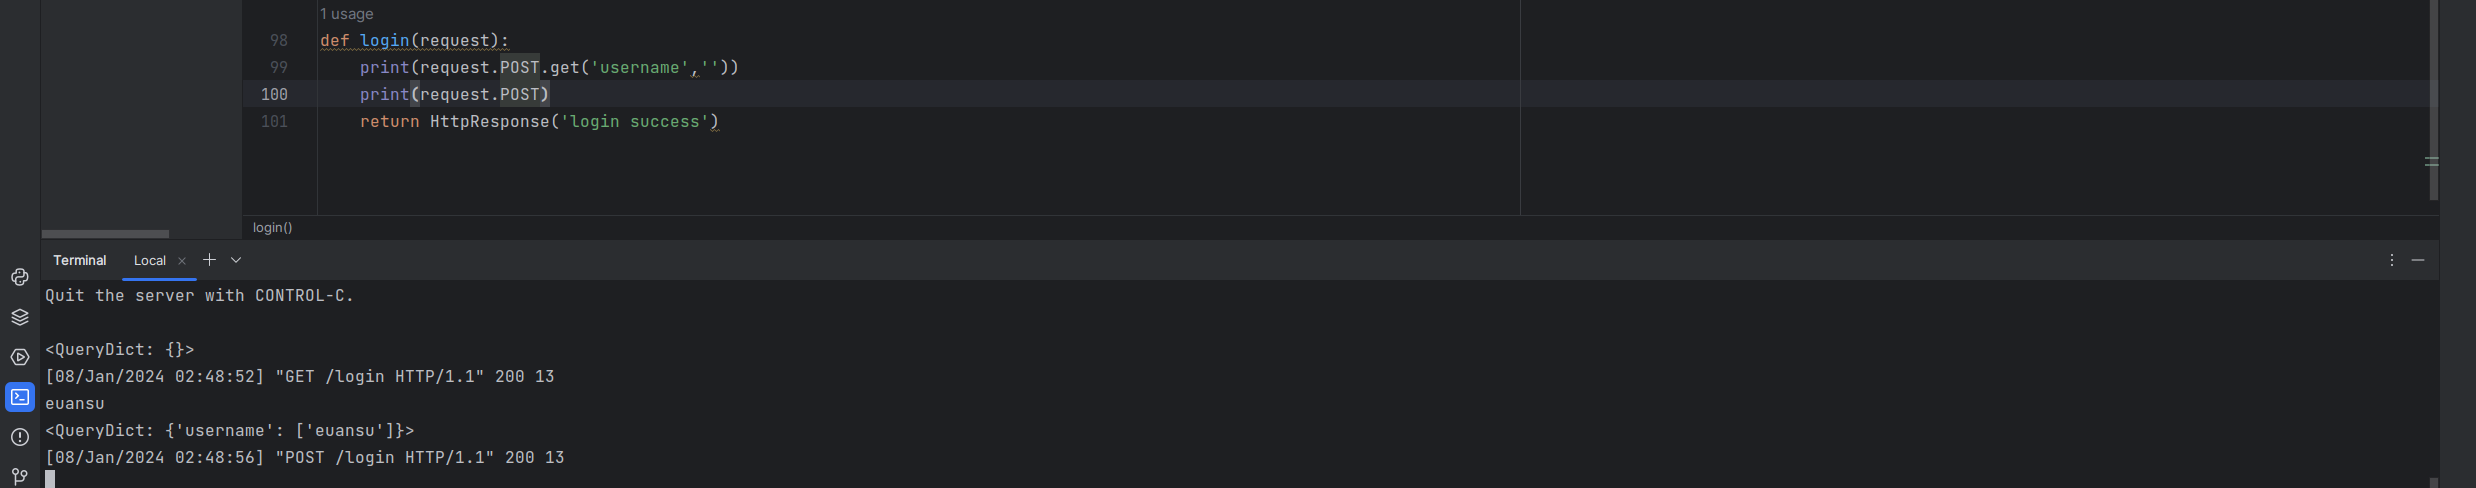 1 usage
98 def login(request):
99 print(request.POST.get('username',''))
100 print(request.POST)
101 return HttpResponse('login success')
login()
Terminal Local
Quit the server with CONTROL-C.
<QueryDict: {}>
[08/Jan/2024 02:48:52] "GET /login HTTP/1.1" 200 13
euansu
<QueryDict: {'username': ['euansu']}>
[08/Jan/2024 02:48:56] "POST /login HTTP/1.1" 200 13